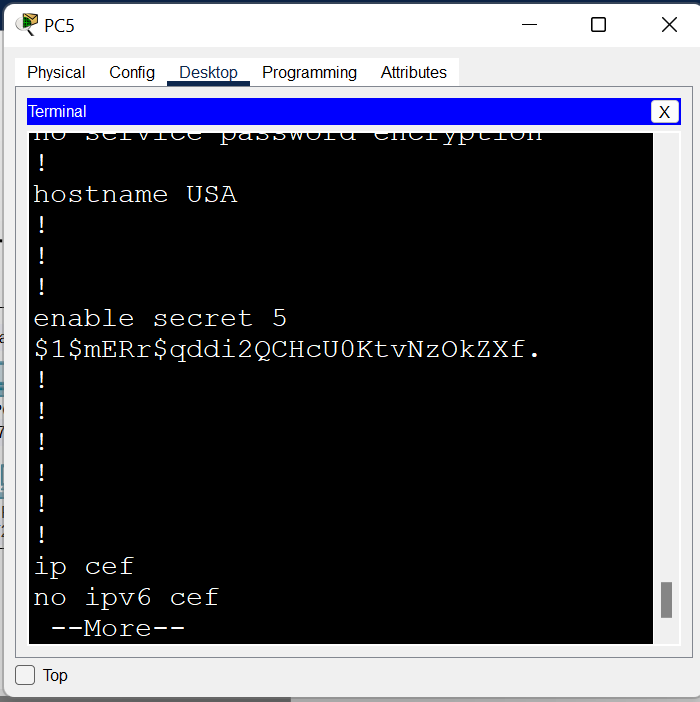 PC5
Physical Config Desktop Programming Attributes
Terminal X
no service password encryption
!
hostname USA
!
!
!
enable secret 5
$1$mERr$qddi2QCHcU0KtvNzOkZXf.
!
!
!
!
!
!
ip cef
no ipv6 cef
--More--
Top